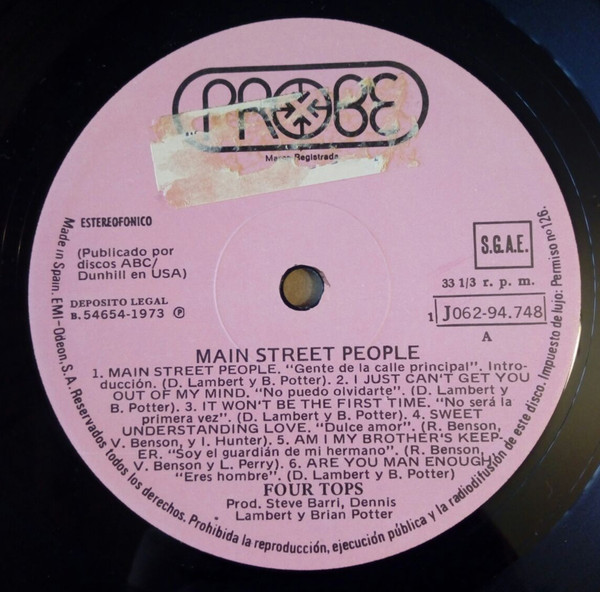 PROBE
Marca Registrada
ESTEREOFONICO
(Publicado por
discos ABC/
Dunhill en USA)
DEPOSITO LEGAL
B. 54654-1973 Ⓟ
S.G.A.E.
33 1/3 r. p. m.
1 J062-94.748
A
MAIN STREET PEOPLE
1. MAIN STREET PEOPLE. “Gente de la calle principal”. Intro-
ducción. (D. Lambert y B. Potter). 2. I JUST CAN'T GET YOU
OUT OF MY MIND. “No puedo olvidarte”. (D. Lambert y
B. Potter). 3. IT WON'T BE THE FIRST TIME. “No será la
primera vez”. (D. Lambert y B. Potter). 4. SWEET
UNDERSTANDING LOVE. “Dulce amor”. (R. Benson,
V. Benson, y I. Hunter). 5. AM I MY BROTHER'S KEEP-
ER. “Soy el guardián de mi hermano”. (R. Benson,
V. Benson y L. Perry). 6. ARE YOU MAN ENOUGH.
“Eres hombre”. (D. Lambert y B. Potter)
FOUR TOPS
Prod. Steve Barri, Dennis
Lambert y Brian Potter
Made in Spain. EMI-Odeon, S. A. Reservados todos los derechos. Prohibida la reproducción, ejecución pública y la radiodifusión de este disco. Impuesto de lujo: Permiso nº 126.